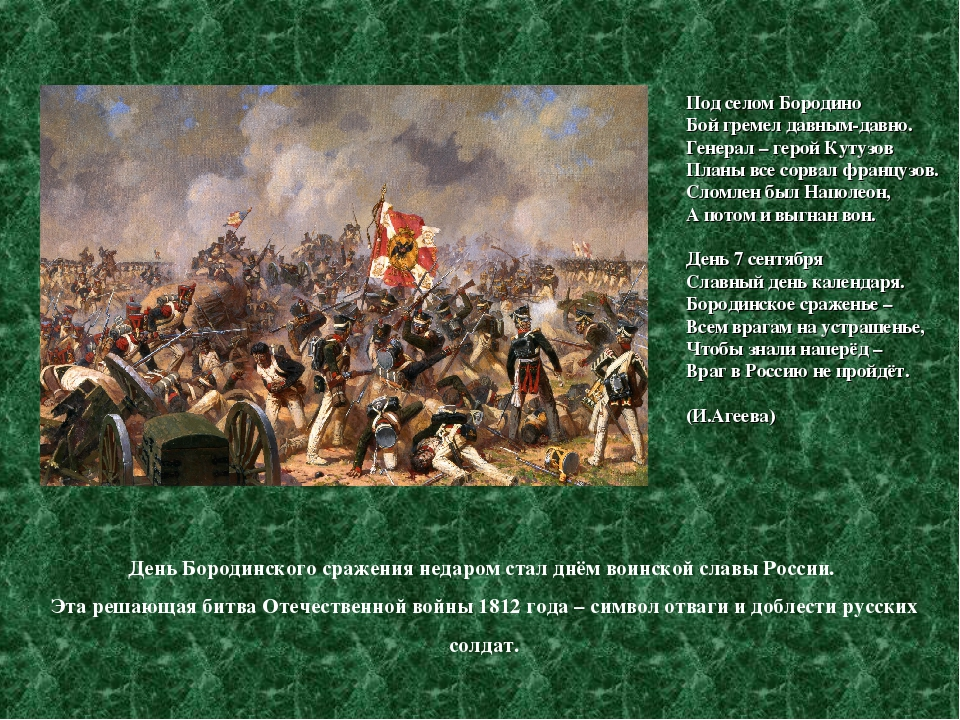 Под селом Бородино
Бой гремел давным-давно.
Генерал – герой Кутузов
Планы все сорвал французов.
Сломлен был Наполеон,
А потом и выгнан вон.
День 7 сентября
Славный день календаря.
Бородинское сраженье –
Всем врагам на устрашенье,
Чтобы знали наперёд –
Враг в Россию не пройдёт.
(И.Агеева)
День Бородинского сражения недаром стал днём воинской славы России.
Эта решающая битва Отечественной войны 1812 года – символ отваги и доблести русских
солдат.